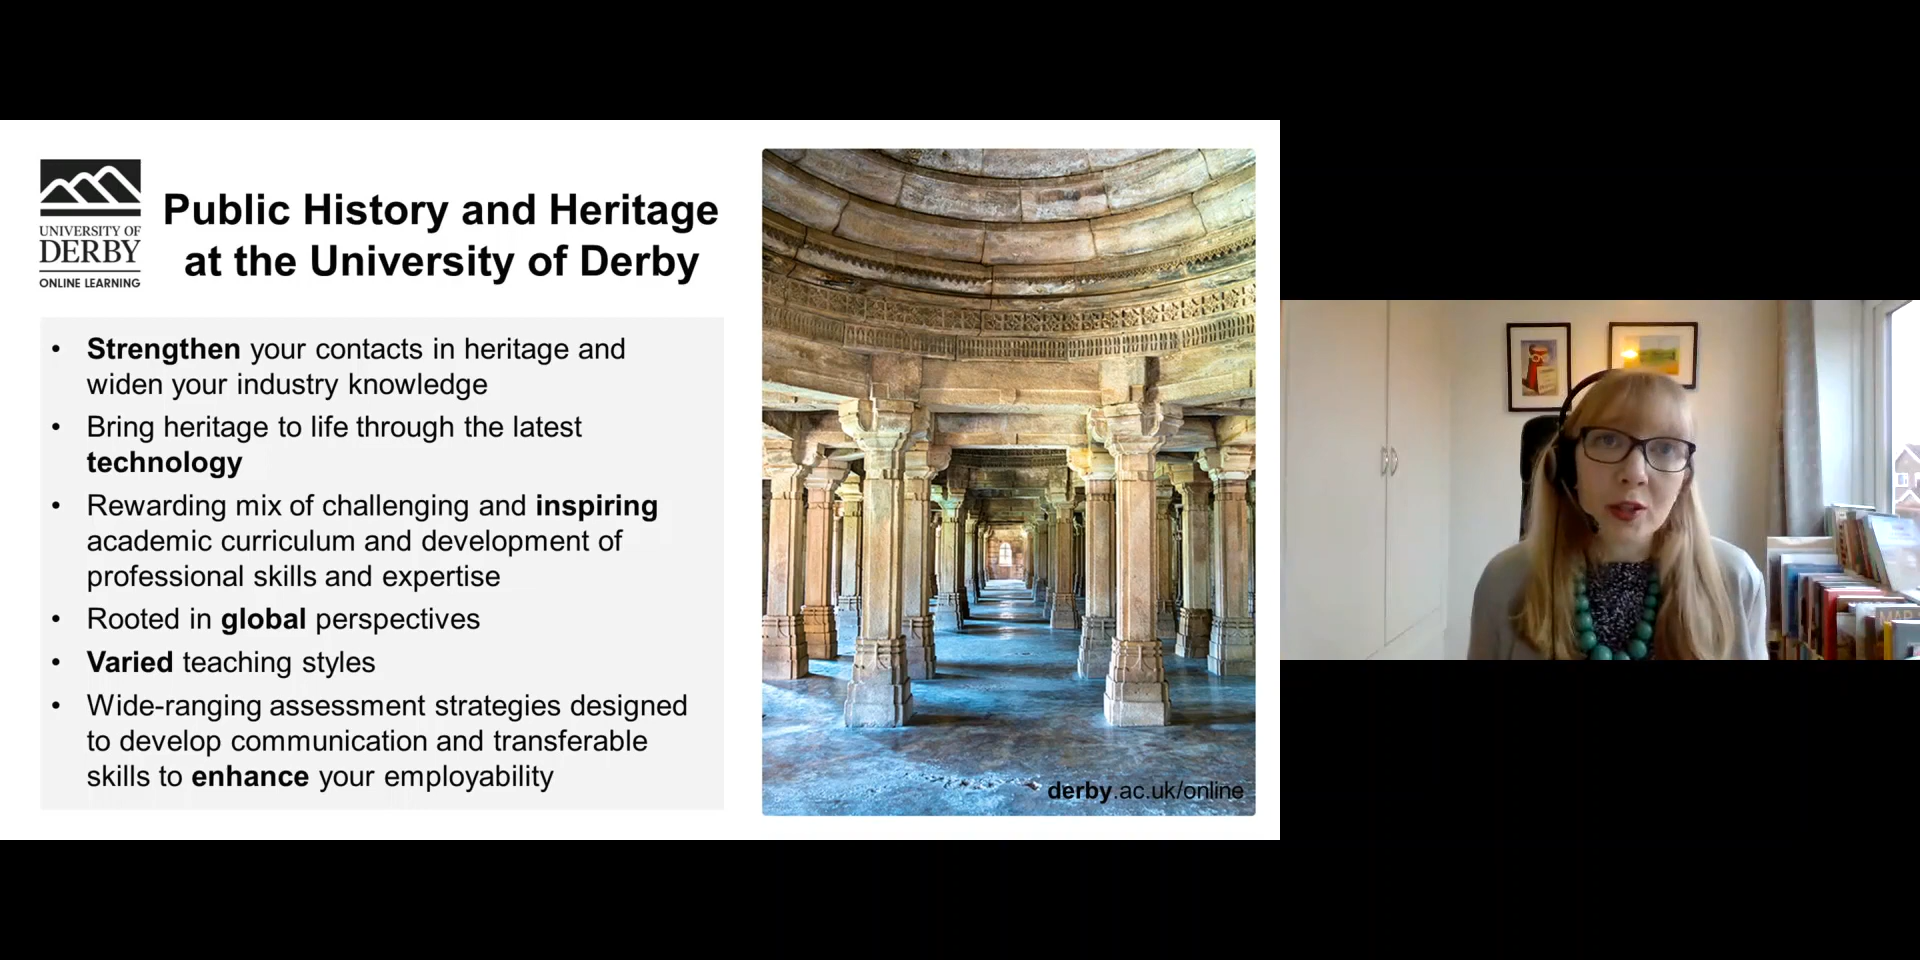 UNIVERSITY OF
DERBY
ONLINE LEARNING
Public History and Heritage
at the University of Derby
• Strengthen your contacts in heritage and
widen your industry knowledge
• Bring heritage to life through the latest
technology
• Rewarding mix of challenging and inspiring
academic curriculum and development of
professional skills and expertise
• Rooted in global perspectives
• Varied teaching styles
• Wide-ranging assessment strategies designed
to develop communication and transferable
skills to enhance your employability
derby.ac.uk/online